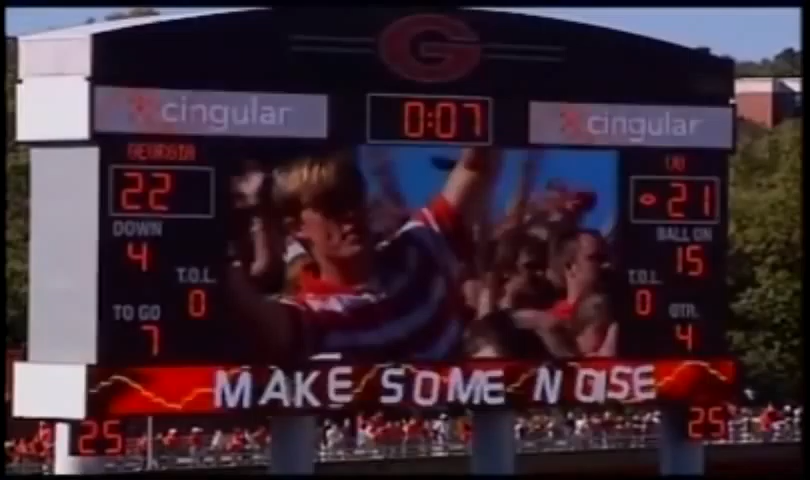 G
cingular 0:07 cingular
GEORGIA
22 21
DOWN BALL ON
4 15
T.O.L. T.O.L.
0 0
TO GO QTR.
7 4
MAKE SOME NOISE
25 25